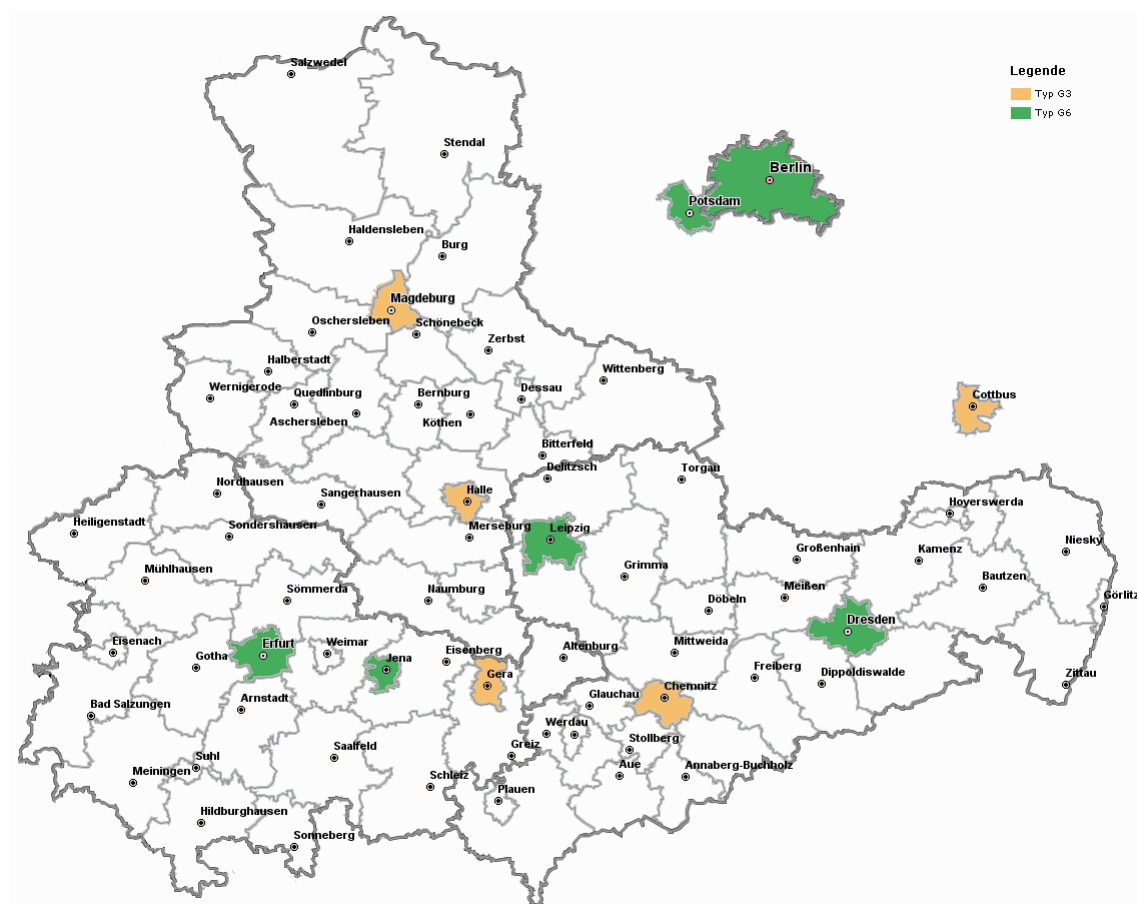 Salzwedel
Legende
Typ G3
Typ G6
Stendal
Berlin
Potsdam
Haldensleben
Burg
Magdeburg
Oschersleben
Schönebeck
Zerbst
Halberstadt
Wittenberg
Wernigerode
Quedlinburg
Bernburg
Dessau
Cottbus
Aschersleben
Köthen
Bitterfeld
Delitzsch
Torgau
Nordhausen
Sangerhausen
Halle
Hoyerswerda
Heiligenstadt
Sondershausen
Merseburg
Leipzig
Niesky
Großenhain
Kamenz
Mühlhausen
Grimma
Bautzen
Sömmerda
Naumburg
Meißen
Döbeln
Görlitz
Dresden
Eisenach
Erfurt
Weimar
Eisenberg
Altenburg
Mittweida
Gotha
Jena
Gera
Freiberg
Dippoldiswalde
Zittau
Arnstadt
Glauchau
Chemnitz
Bad Salzungen
Werdau
Stollberg
Saalfeld
Greiz
Suhl
Meiningen
Schleiz
Aue
Annaberg-Buchholz
Plauen
Hildburghausen
Sonneberg